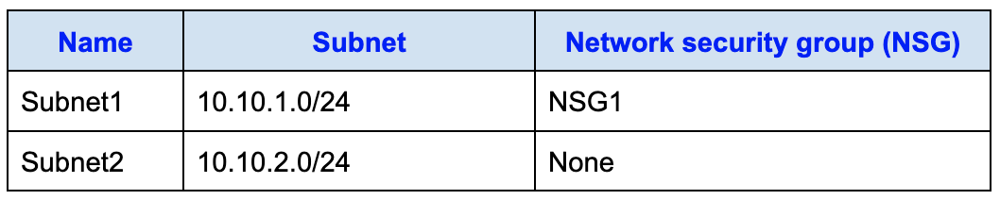 Name Subnet Network security group (NSG)
Subnet1 10.10.1.0/24 NSG1
Subnet2 10.10.2.0/24 None